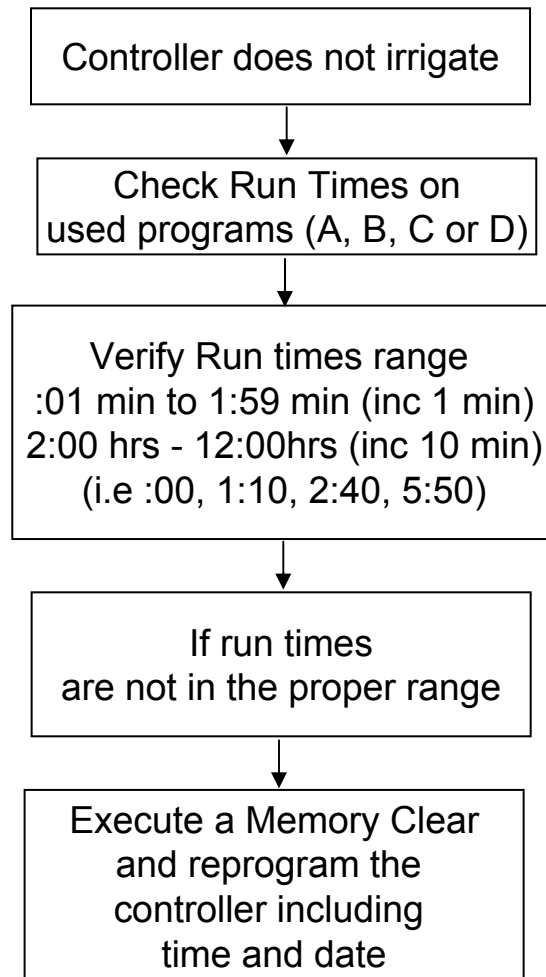 Controller does not irrigate
Check Run Times on
used programs (A, B, C or D)
Verify Run times range
:01 min to 1:59 min (inc 1 min)
2:00 hrs - 12:00hrs (inc 10 min)
(i.e :00, 1:10, 2:40, 5:50)
If run times
are not in the proper range
Execute a Memory Clear
and reprogram the
controller including
time and date